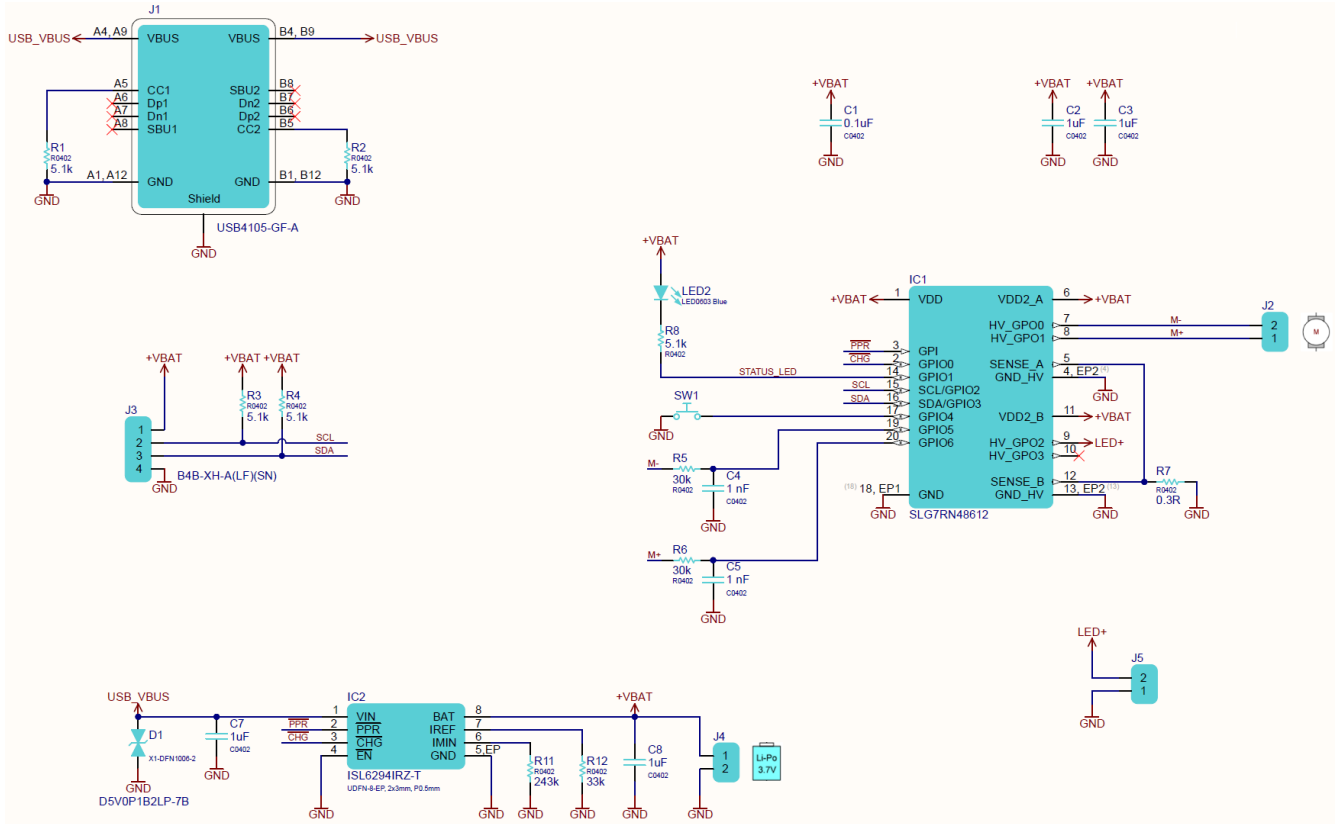 J1
USB_VBUS
A4, A9
VBUS
VBUS
B4, B9
USB_VBUS
A5
CC1
SBU2
B8
A6
Dp1
Dn2
B7
A7
Dn1
Dp2
B6
A8
SBU1
CC2
B5
R1
R0402
5.1k
R2
R0402
5.1k
A1, A12
GND
GND
B1, B12
GND
Shield
GND
USB4105-GF-A
GND
+VBAT
C1
0.1uF
C0402
GND
+VBAT
C2
1uF
C0402
GND
+VBAT
C3
1uF
C0402
GND
+VBAT
LED2
LED0603 Blue
R8
5.1k
R0402
STATUS_LED
IC1
+VBAT
1
VDD
VDD2_A
6
+VBAT
HV_GPO0
7
M-
HV_GPO1
8
M+
J2
2
1
M
PPR
3
GPI
CHG
2
GPIO0
14
GPIO1
SCL
15
SCL/GPIO2
SDA
16
SDA/GPIO3
17
GPIO4
19
GPIO5
20
GPIO6
SENSE_A
5
GND_HV
4, EP2 (4)
GND
VDD2_B
11
+VBAT
HV_GPO2
9
LED+
HV_GPO3
10
SENSE_B
12
GND_HV
13, EP2 (13)
GND
R7
R0402
0.3R
GND
(18) 18, EP1
GND
GND
SLG7RN48612
SW1
GND
M-
R5
30k
R0402
C4
1 nF
C0402
GND
M+
R6
30k
R0402
C5
1 nF
C0402
GND
+VBAT
+VBAT
+VBAT
R3
R0402
5.1k
R4
R0402
5.1k
J3
1
2
3
4
SCL
SDA
GND
B4B-XH-A(LF)(SN)
LED+
J5
2
1
GND
USB_VBUS
D1
X1-DFN1006-2
GND
D5V0P1B2LP-7B
C7
1uF
C0402
GND
IC2
1
VIN
BAT
8
PPR
2
PPR
IREF
7
CHG
3
CHG
IMIN
6
4
EN
GND
5,EP
ISL6294IRZ-T
UDFN-8-EP, 2x3mm, P0.5mm
GND
GND
R11
R0402
243k
GND
R12
R0402
33k
GND
+VBAT
C8
1uF
C0402
GND
J4
1
2
GND
Li-Po
3.7V